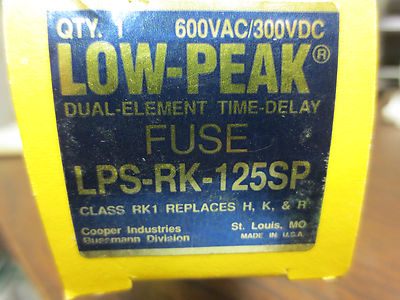 QTY. 1 600VAC/300VDC
LOW-PEAK®
DUAL-ELEMENT TIME-DELAY
FUSE
LPS-RK-125SP
CLASS RK1 REPLACES H, K, & R
Cooper Industries St. Louis, MO
Bussmann Division MADE IN U.S.A.